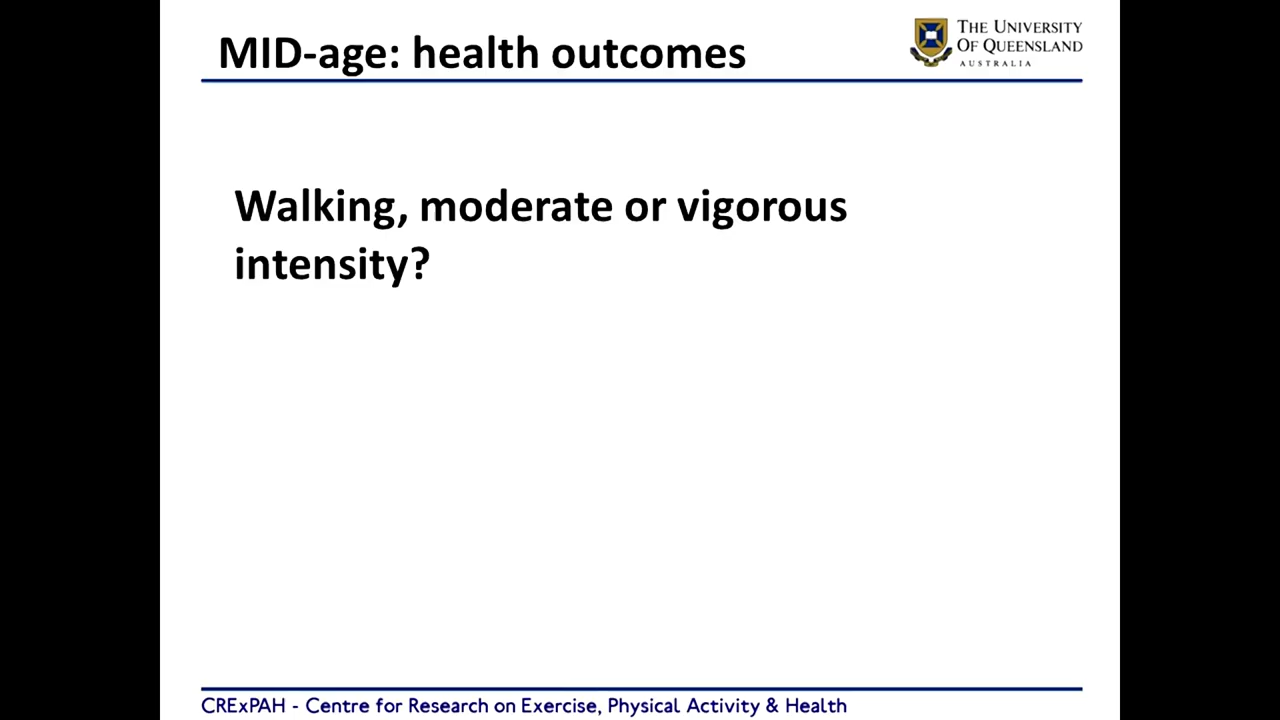 MID-age: health outcomes
THE UNIVERSITY
OF QUEENSLAND
AUSTRALIA
Walking, moderate or vigorous
intensity?
CRExPAH - Centre for Research on Exercise, Physical Activity & Health